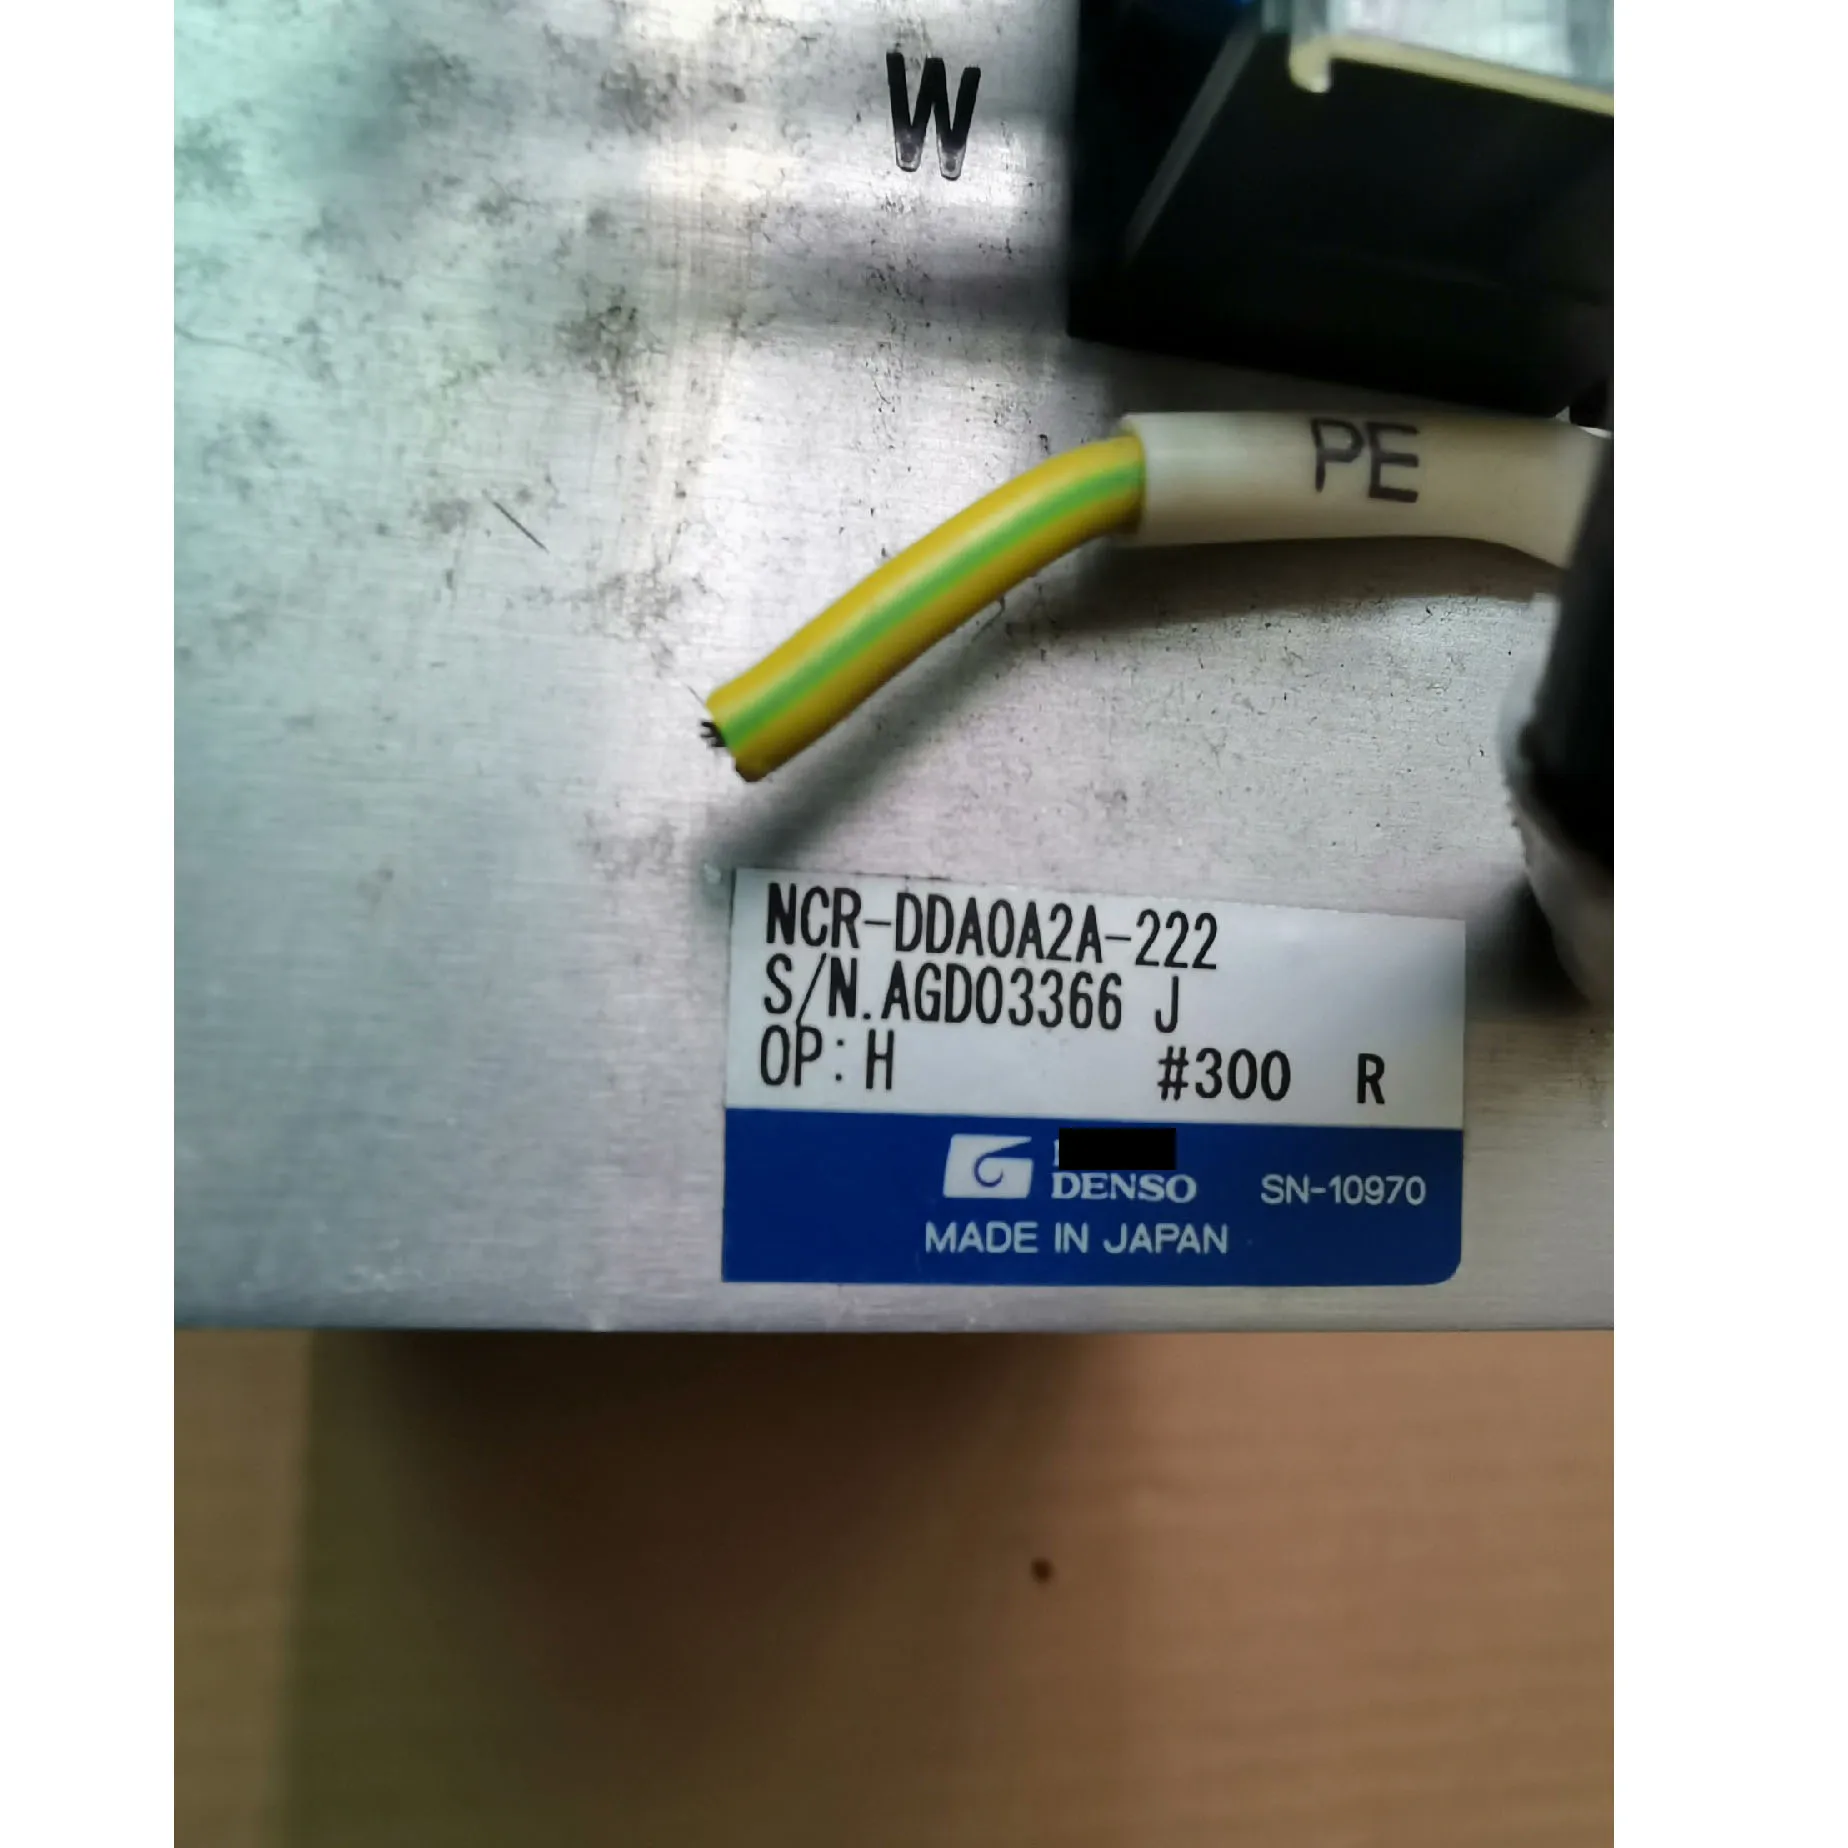 W
PE
NCR-DDA0A2A-222
S/N.AGD03366 J
OP:H #300 R
DENSO SN-10970
MADE IN JAPAN